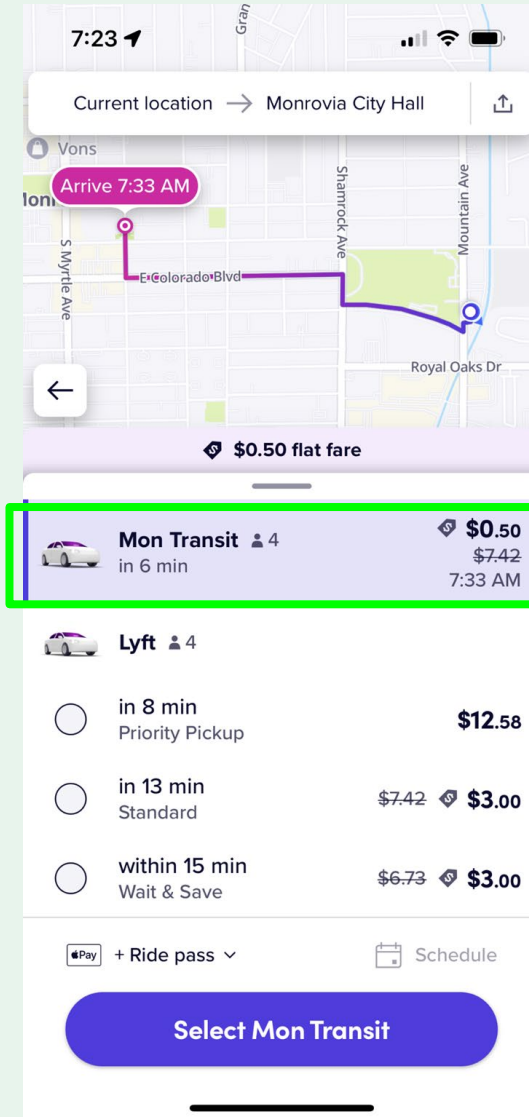 Gran
7:23
Current location → Monrovia City Hall
Vons
Arrive 7:33 AM
S Myrtle Ave
E Colorado Blvd
Shamrock Ave
Mountain Ave
Royal Oaks Dr
$0.50 flat fare
Mon Transit 4
$0.50
in 6 min
$7.42
7:33 AM
Lyft 4
in 8 min
Priority Pickup
$12.58
in 13 min
Standard
$7.42 $3.00
within 15 min
Wait & Save
$6.73 $3.00
Pay + Ride pass
Schedule
Select Mon Transit